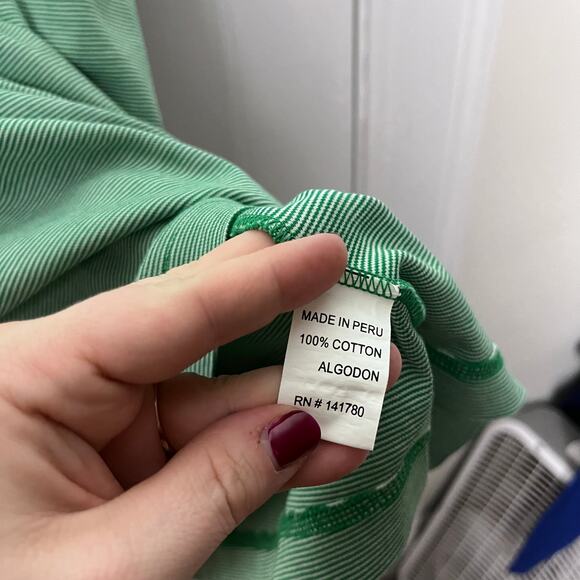 MADE IN PERU
100% COTTON
ALGODON
RN # 141780